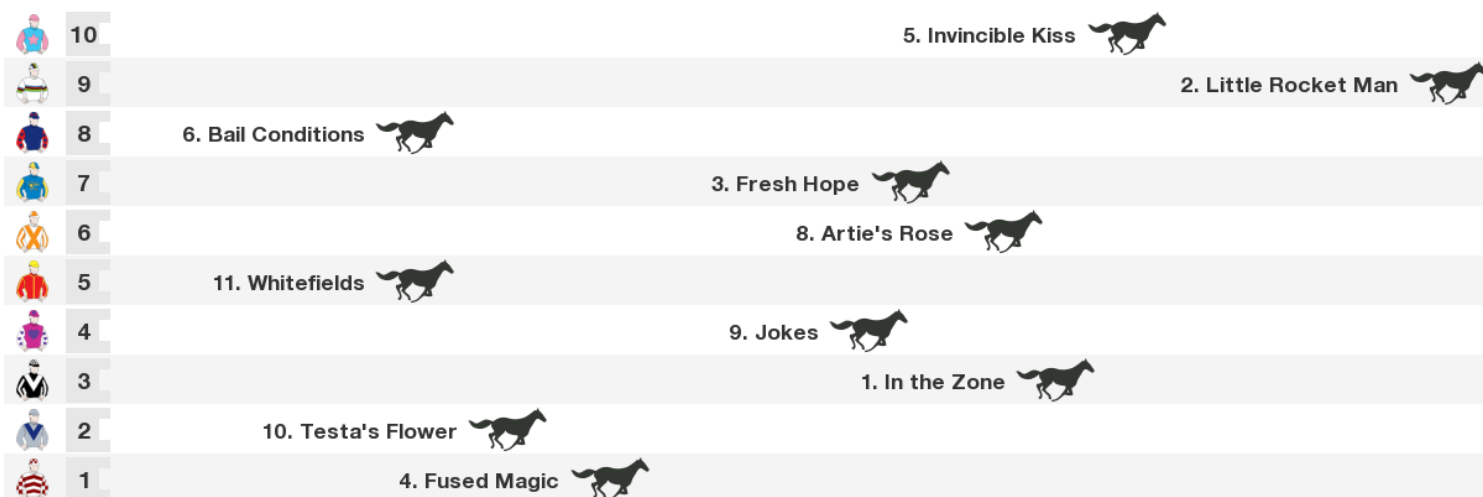 10 5. Invincible Kiss
9 2. Little Rocket Man
8 6. Bail Conditions
7 3. Fresh Hope
6 8. Artie's Rose
5 11. Whitefields
4 9. Jokes
3 1. In the Zone
2 10. Testa's Flower
1 4. Fused Magic